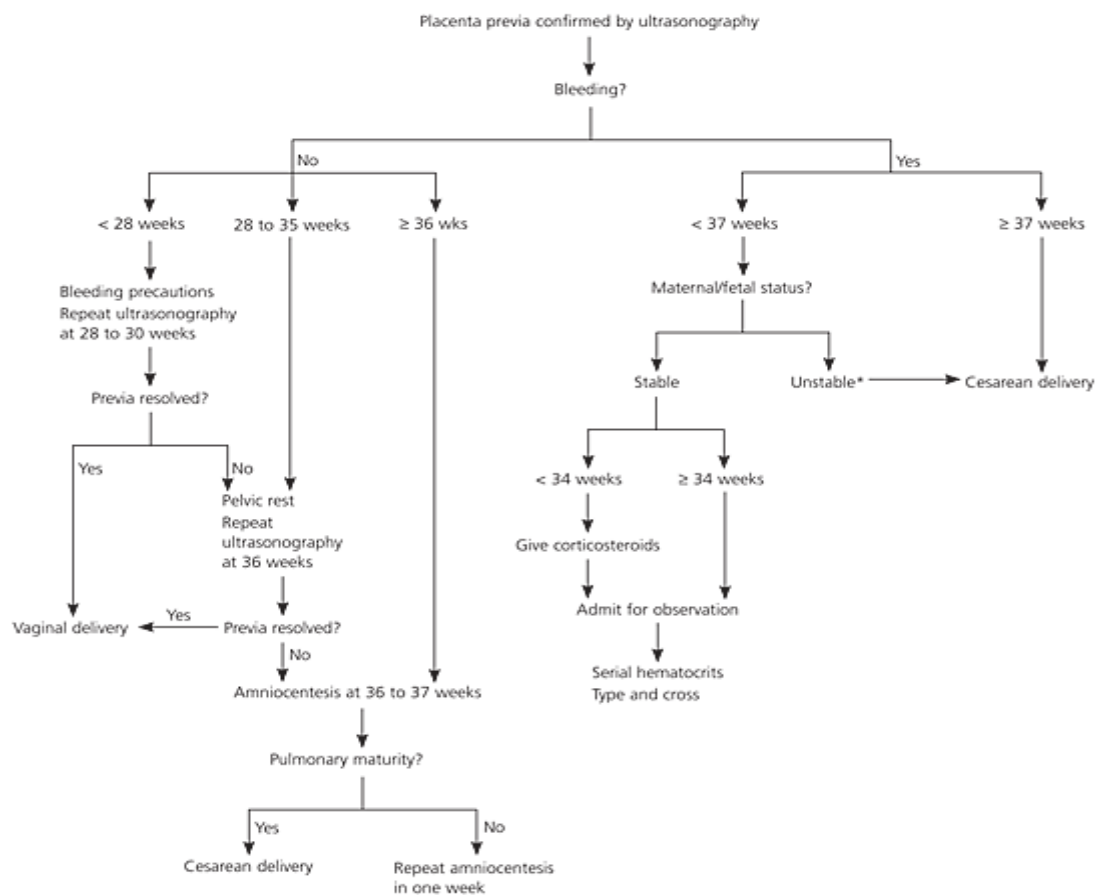 Placenta previa confirmed by ultrasonography
Bleeding?
No
Yes
< 28 weeks
28 to 35 weeks
≥ 36 wks
< 37 weeks
≥ 37 weeks
Bleeding precautions
Repeat ultrasonography
at 28 to 30 weeks
Maternal/fetal status?
Previa resolved?
Stable
Unstable*
Cesarean delivery
Yes
No
< 34 weeks
≥ 34 weeks
Pelvic rest
Repeat
ultrasonography
at 36 weeks
Give corticosteroids
Admit for observation
Vaginal delivery
Yes
Previa resolved?
No
Serial hematocrits
Type and cross
Amniocentesis at 36 to 37 weeks
Pulmonary maturity?
Yes
No
Cesarean delivery
Repeat amniocentesis
in one week